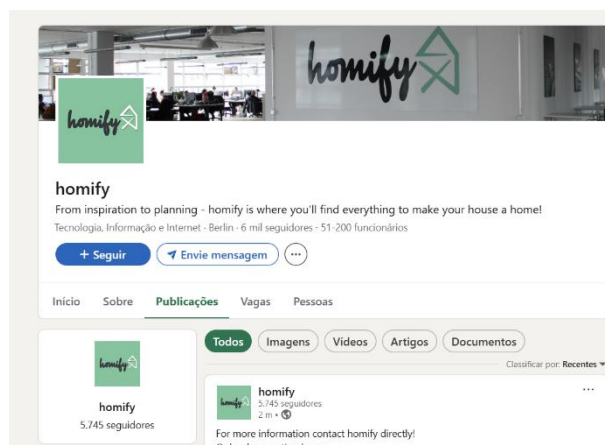 homify
homify
homify
From inspiration to planning - homify is where you'll find everything to make your house a home!
Tecnologia, Informação e Internet · Berlin · 6 mil seguidores · 51-200 funcionários
+ Seguir
Envie mensagem
Início Sobre Publicações Vagas Pessoas
homify
homify
5.745 seguidores
Todos Imagens Vídeos Artigos Documentos
Classificar por: Recentes
homify
homify
5.745 seguidores
2 m •
For more information contact homify directly!